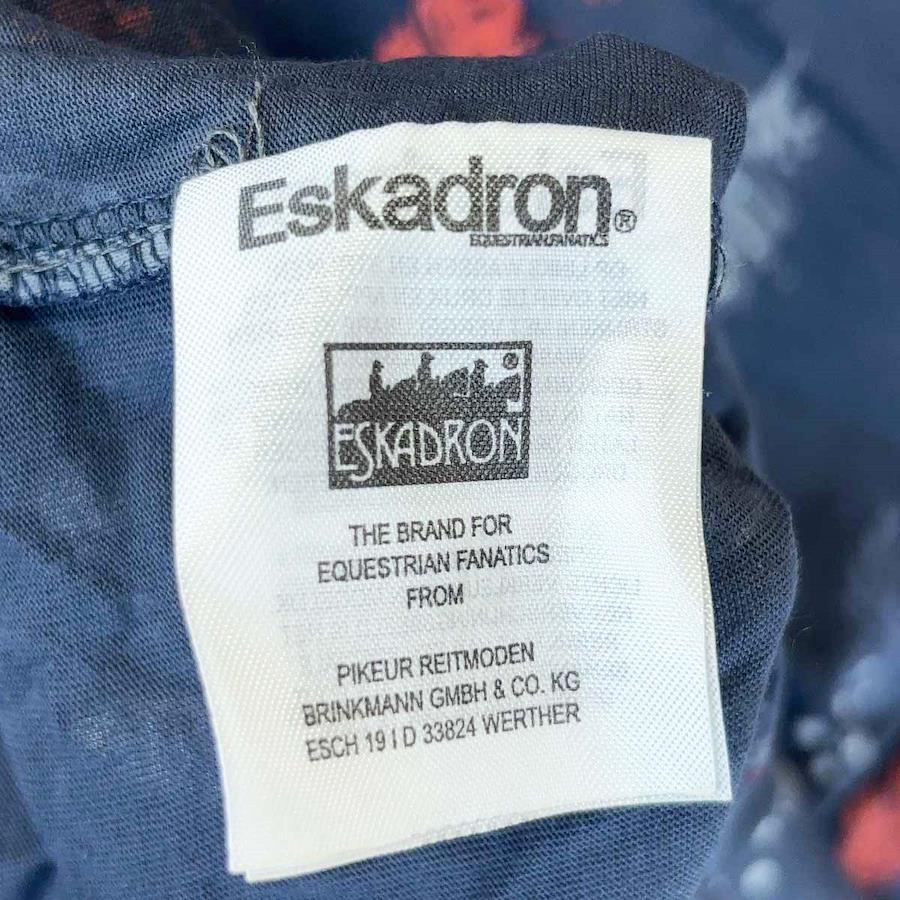 Eskadron®
EQUESTRIAN.FANATICS
®
ESKADRON
THE BRAND FOR
EQUESTRIAN FANATICS
FROM
PIKEUR REITMODEN
BRINKMANN GMBH & CO. KG
ESCH 19 I D 33824 WERTHER